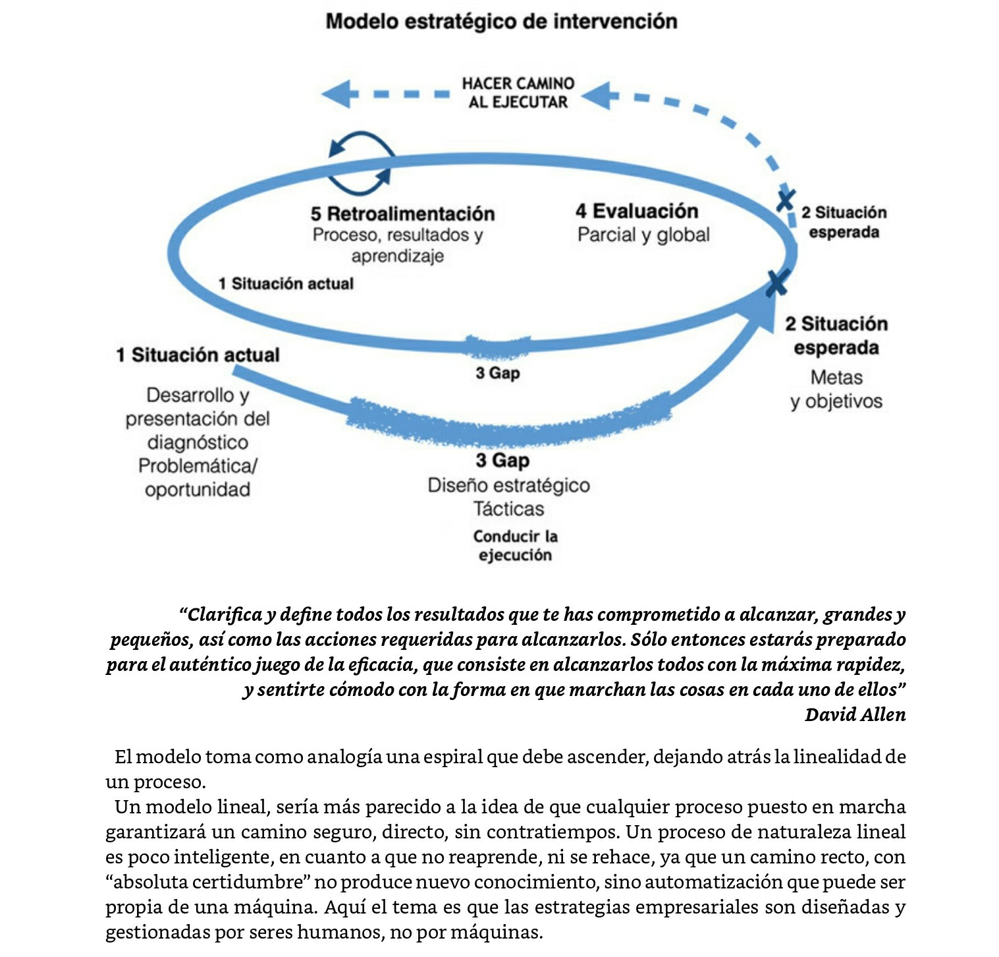 Modelo estratégico de intervención
HACER CAMINO
AL EJECUTAR
5 Retroalimentación
Proceso, resultados y
aprendizaje
4 Evaluación
Parcial y global
2 Situación
esperada
1 Situación actual
2 Situación
esperada
Metas
y objetivos
1 Situación actual
Desarrollo y
presentación del
diagnóstico
Problemática/
oportunidad
3 Gap
3 Gap
Diseño estratégico
Tácticas
Conducir la
ejecución
“Clarifica y define todos los resultados que te has comprometido a alcanzar, grandes y
pequeños, así como las acciones requeridas para alcanzarlos. Sólo entonces estarás preparado
para el auténtico juego de la eficacia, que consiste en alcanzarlos todos con la máxima rapidez,
y sentirte cómodo con la forma en que marchan las cosas en cada uno de ellos”
David Allen
El modelo toma como analogía una espiral que debe ascender, dejando atrás la linealidad de
un proceso.
Un modelo lineal, sería más parecido a la idea de que cualquier proceso puesto en marcha
garantizará un camino seguro, directo, sin contratiempos. Un proceso de naturaleza lineal
es poco inteligente, en cuanto a que no reaprende, ni se rehace, ya que un camino recto, con
“absoluta certidumbre” no produce nuevo conocimiento, sino automatización que puede ser
propia de una máquina. Aquí el tema es que las estrategias empresariales son diseñadas y
gestionadas por seres humanos, no por máquinas.